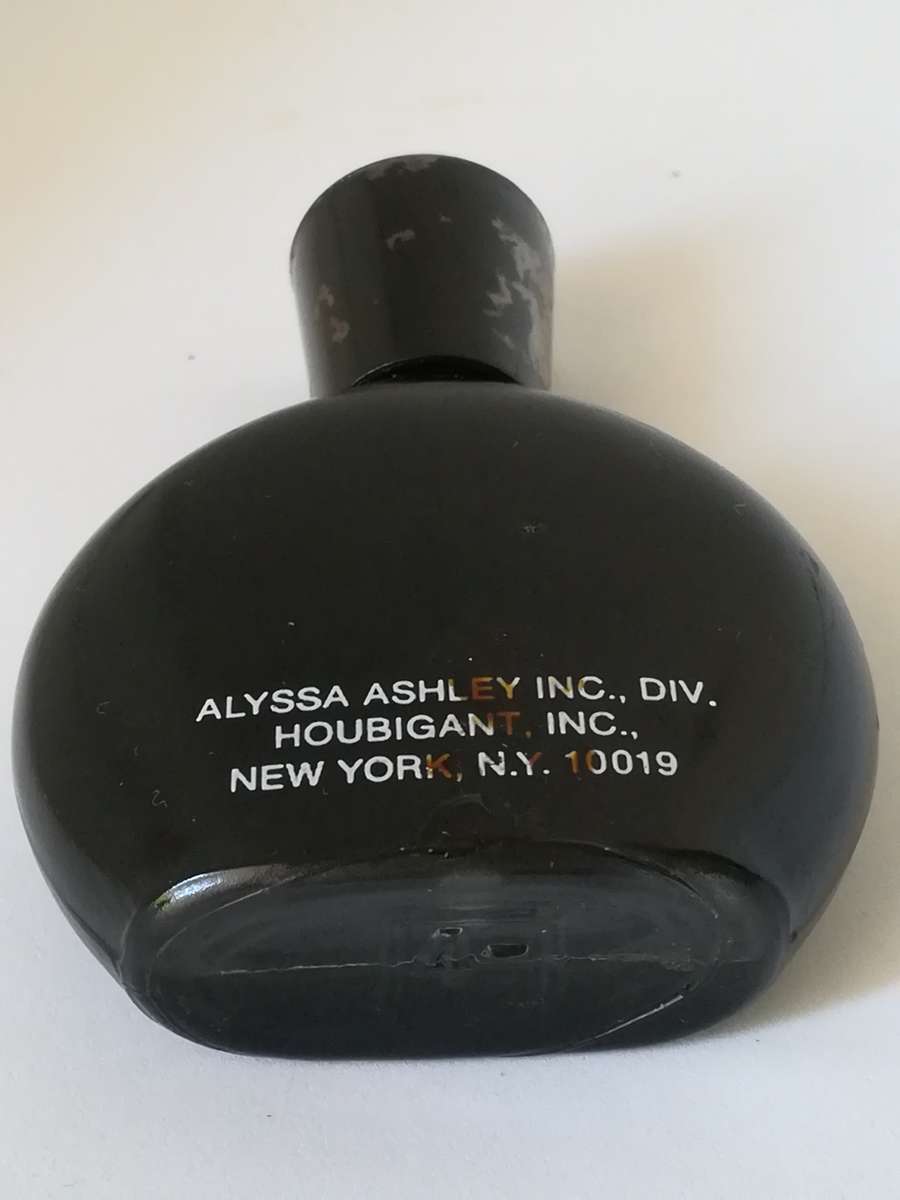 ALYSSA ASHLEY INC., DIV.
HOUBIGANT, INC.,
NEW YORK, N.Y. 10019